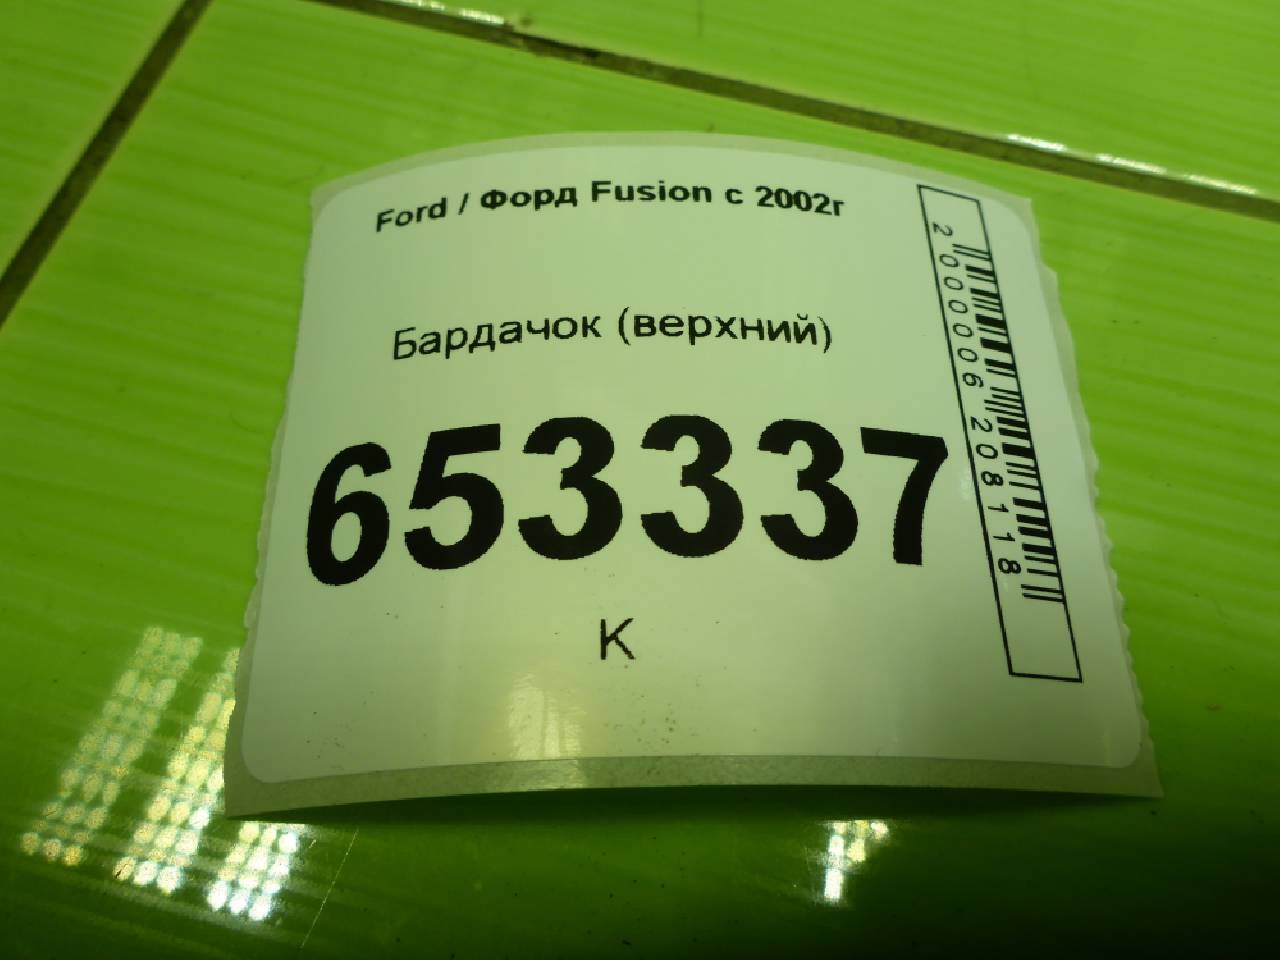 Ford / Форд Fusion с 2002г
Бардачок (верхний)
653337
К
2000006208118